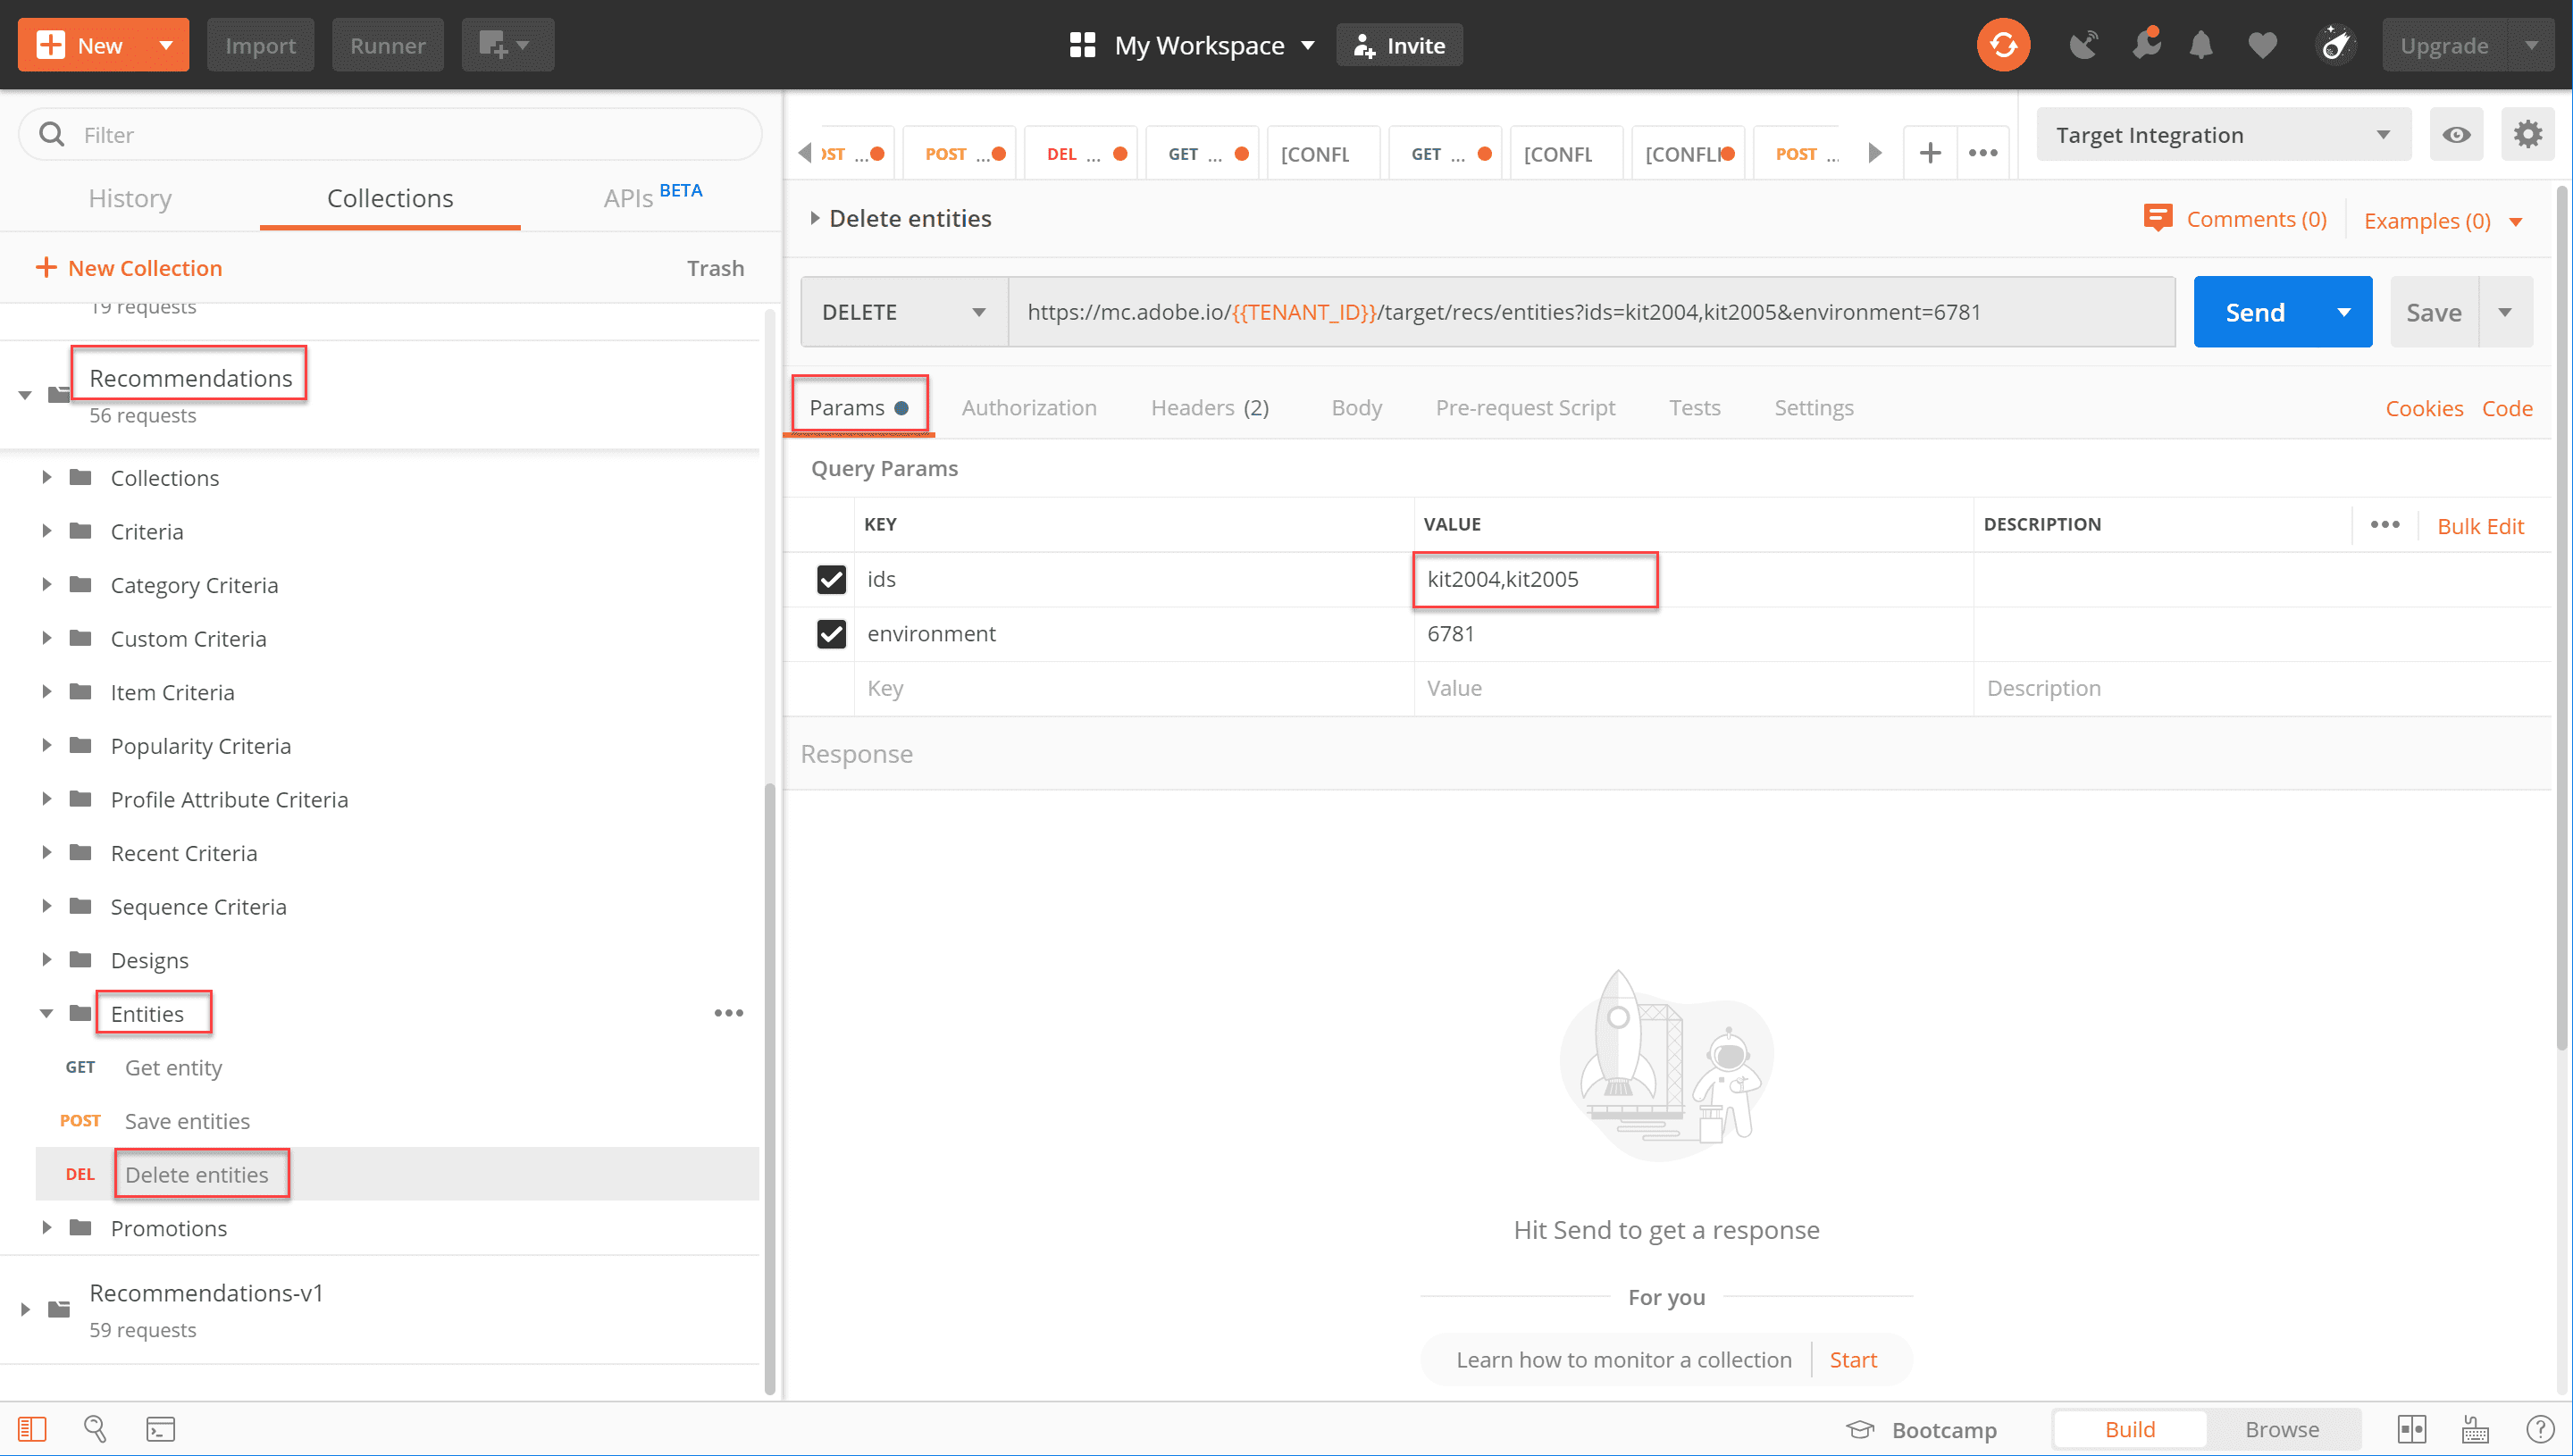 New
Import
Runner
My Workspace
Invite
Upgrade
Filter
History
Collections
APIs BETA
New Collection
Trash
19 requests
Recommendations
56 requests
Collections
Criteria
Category Criteria
Custom Criteria
Item Criteria
Popularity Criteria
Profile Attribute Criteria
Recent Criteria
Sequence Criteria
Designs
Entities
GET Get entity
POST Save entities
DEL Delete entities
Promotions
Recommendations-v1
59 requests
OST ...
POST ...
DEL ...
GET ...
[CONFL
GET ...
[CONFL
[CONFLI
POST ...
Target Integration
Delete entities
Comments (0)
Examples (0)
DELETE
https://mc.adobe.io/{{TENANT_ID}}/target/recs/entities?ids=kit2004,kit2005&environment=6781
Send
Save
Params
Authorization
Headers (2)
Body
Pre-request Script
Tests
Settings
Cookies
Code
Query Params
KEY
VALUE
DESCRIPTION
Bulk Edit
ids
kit2004,kit2005
environment
6781
Key
Value
Description
Response
Hit Send to get a response
For you
Learn how to monitor a collection
Start
Bootcamp
Build
Browse